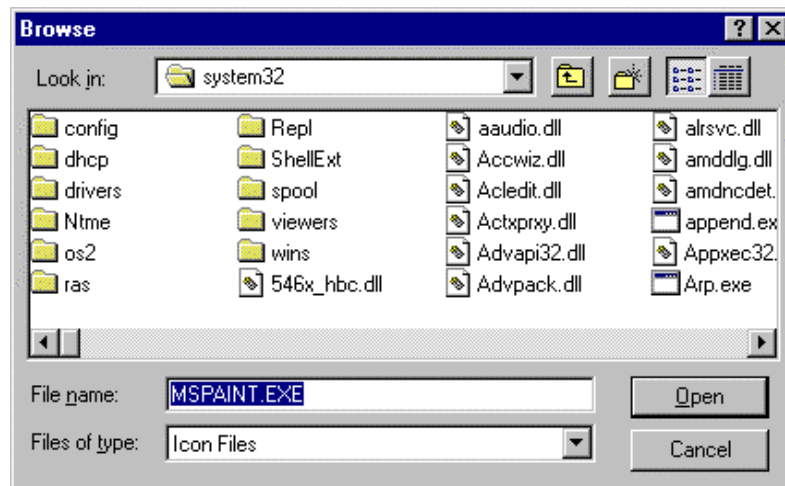 Browse
Look in: system32
config Repl aaudio.dll alrsvc.dll
dhcp ShellExt Accwiz.dll amddlg.dll
drivers spool Acledit.dll amdncdet.
Ntme viewers Actxprxy.dll append.ex
os2 wins Advapi32.dll Appxec32.
ras 546x_hbc.dll Advpack.dll Arp.exe
File name: MSPAINT.EXE Open
Files of type: Icon Files Cancel